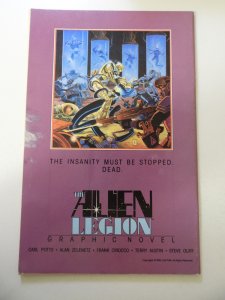 THE INSANITY MUST BE STOPPED.
DEAD.
THE ALIEN
LEGION
GRAPHIC NOVEL
CARL POTTS • ALAN ZELENETZ • FRANK CIROCCO • TERRY AUSTIN • STEVE OLIFF